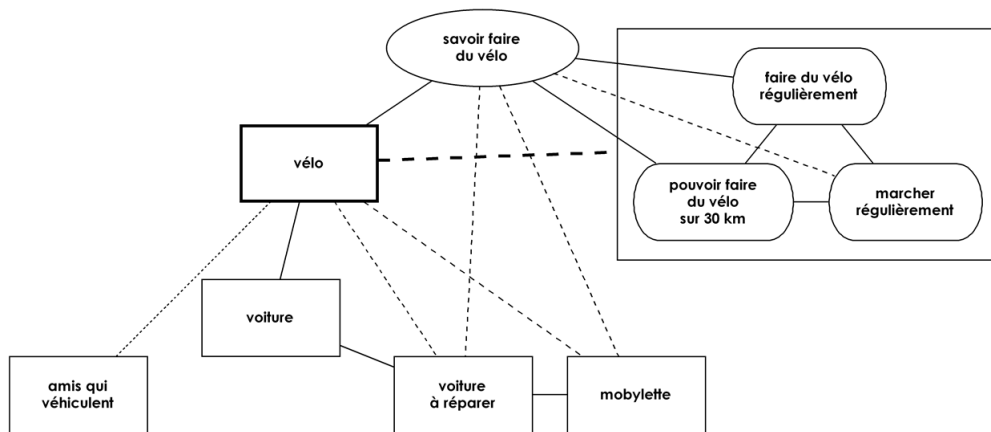 savoir faire
du vélo
faire du vélo
régulièrement
vélo
pouvoir faire
du vélo
sur 30 km
marcher
régulièrement
voiture
amis qui
véhiculent
voiture
à réparer
mobylette